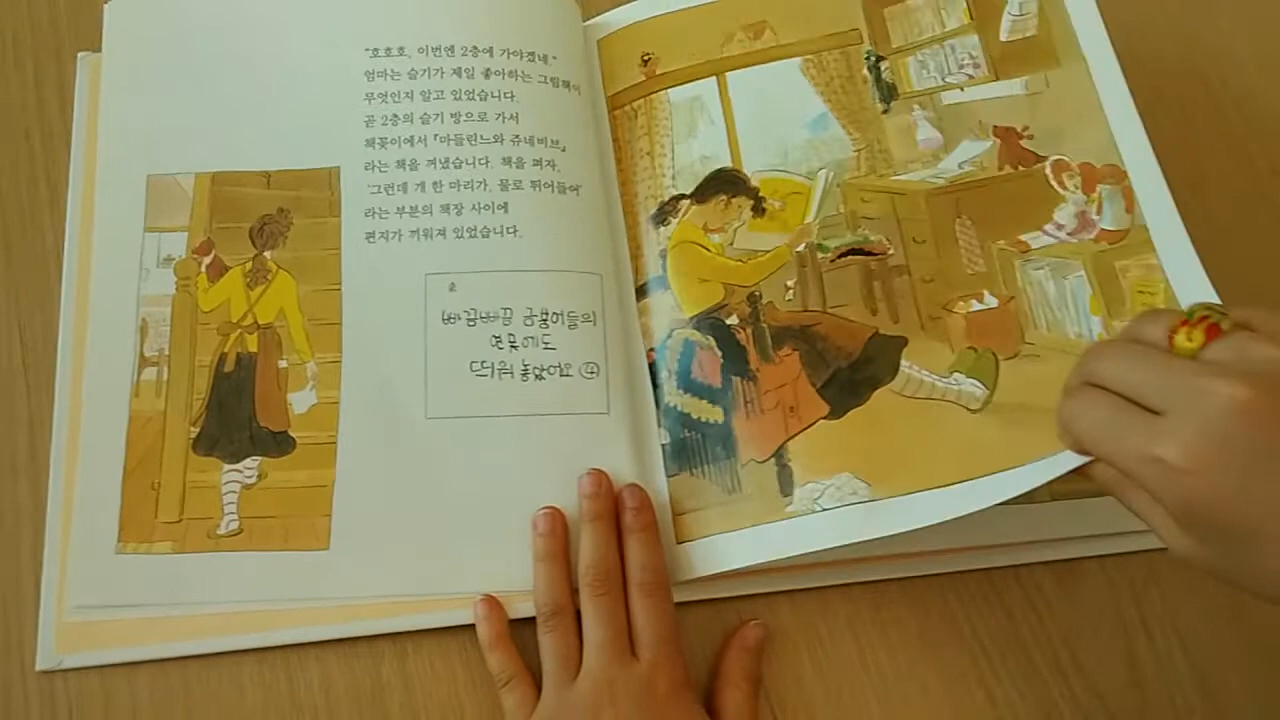 "호호호, 이번엔 2층에 가야겠네."
엄마는 슬기가 제일 좋아하는 그림책이
무엇인지 알고 있었습니다.
곧 2층의 슬기 방으로 가서
책꽂이에서 『마들린느와 쥬네비브』
라는 책을 꺼냈습니다. 책을 펴자,
'그런데 개 한 마리가, 물로 뛰어들어'
라는 부분의 책장 사이에
편지가 끼워져 있었습니다.
빠끔빠끔 금붕어들의
연못에도
띄워 놓았어요 ④